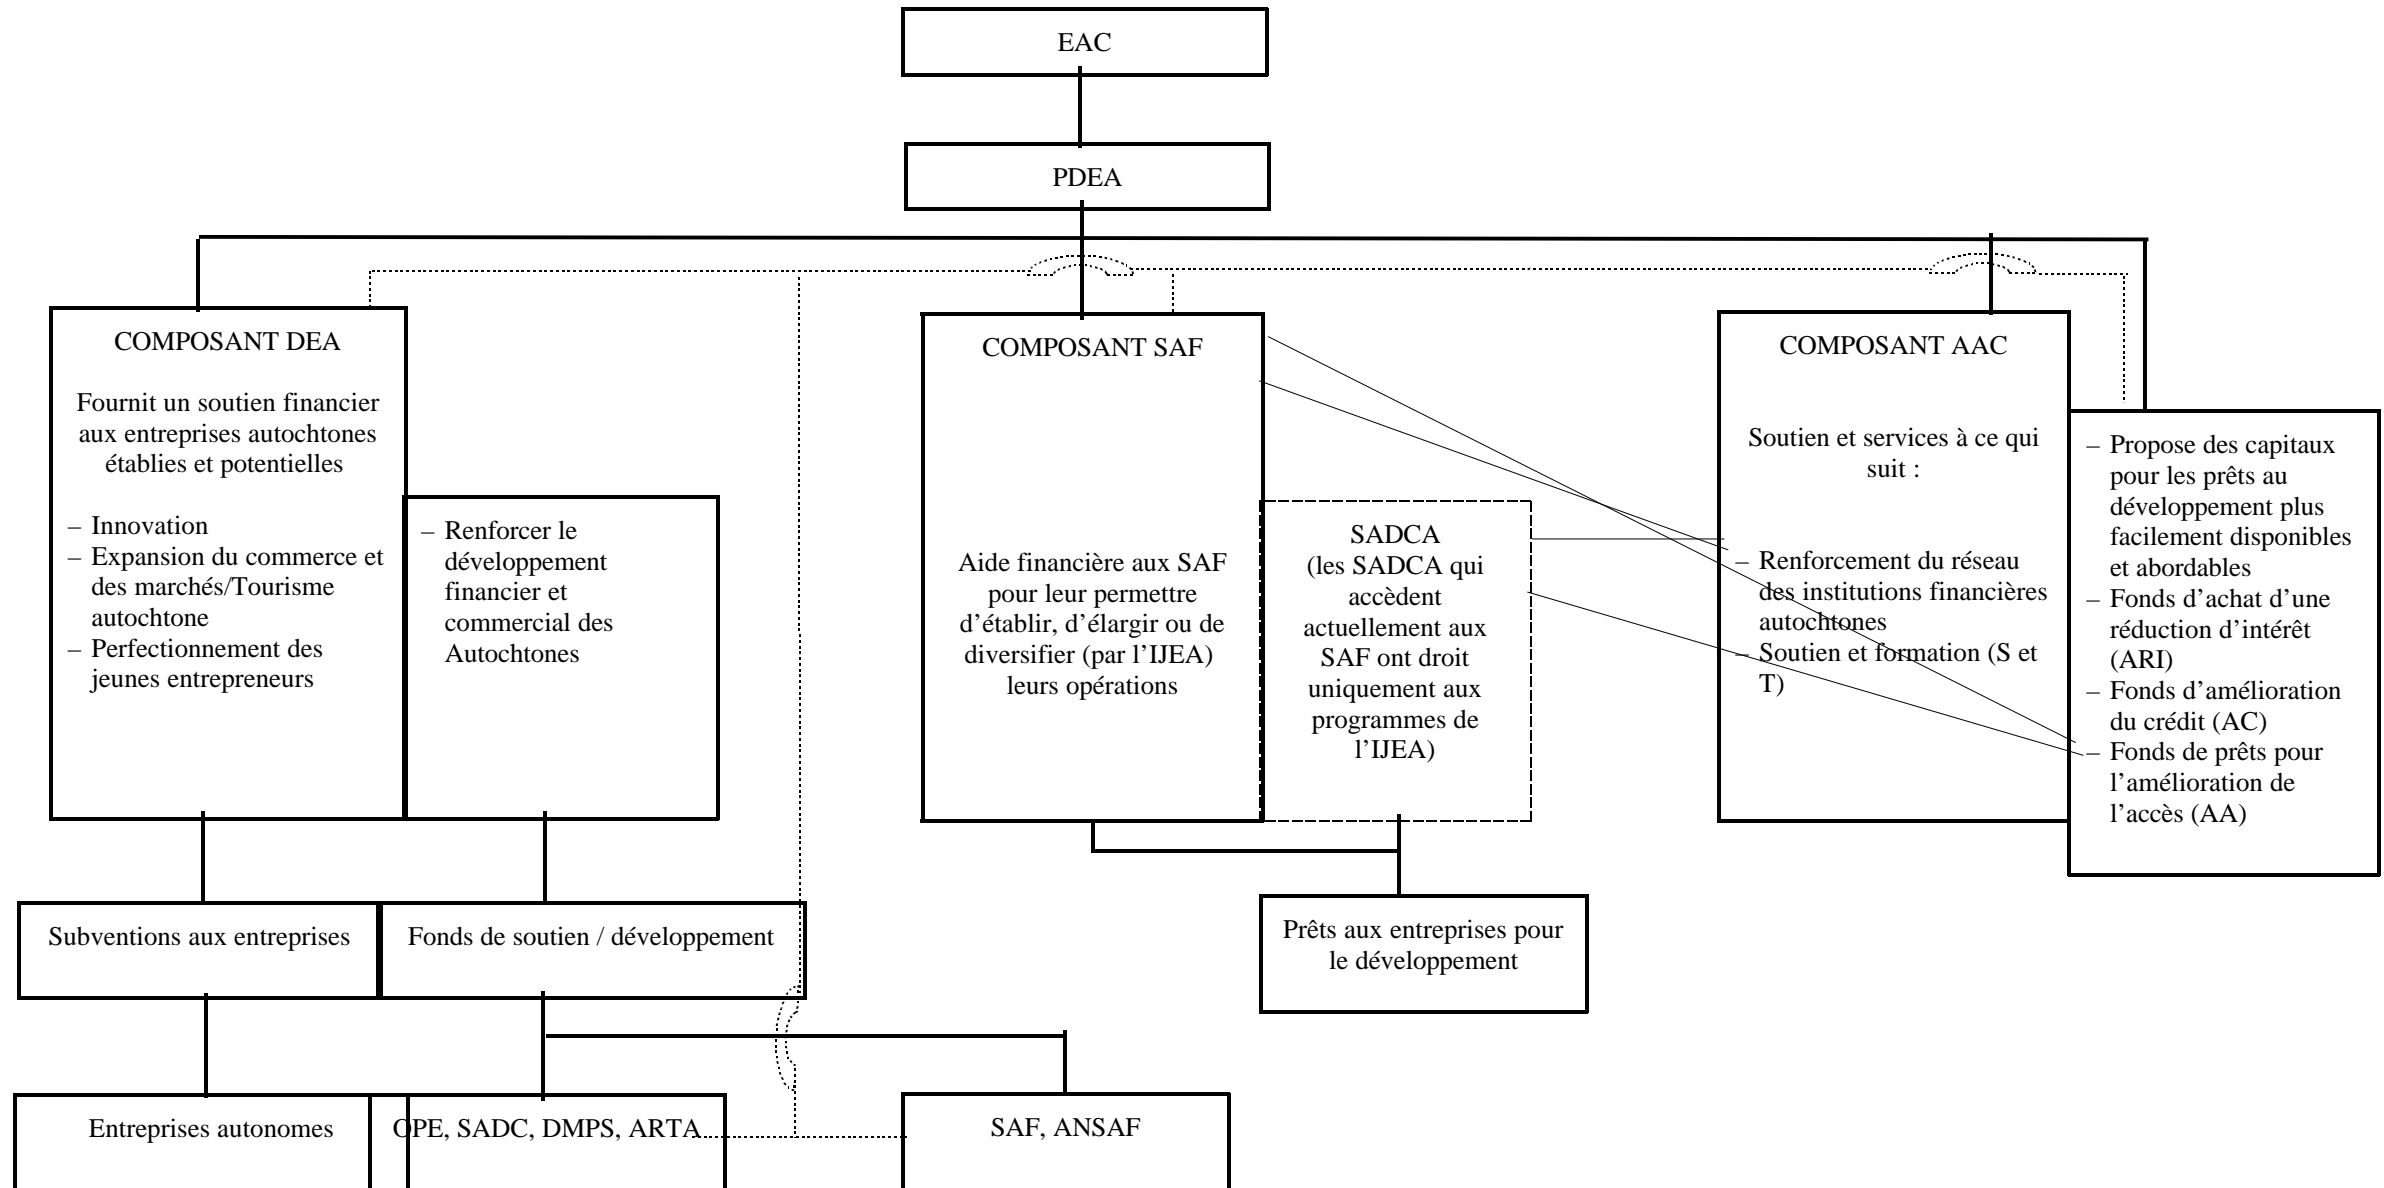 EAC
PDEA
COMPOSANT DEA
Fournit un soutien financier
aux entreprises autochtones
établies et potentielles
– Innovation
– Expansion du commerce et
des marchés/Tourisme
autochtone
– Perfectionnement des
jeunes entrepreneurs
– Renforcer le
développement
financier et
commercial des
Autochtones
COMPOSANT SAF
Aide financière aux SAF
pour leur permettre
d’établir, d’élargir ou de
diversifier (par l’IJEA)
leurs opérations
SADCA
(les SADCA qui
accèdent
actuellement aux
SAF ont droit
uniquement aux
programmes de
l’IJEA)
COMPOSANT AAC
Soutien et services à ce qui
suit :
– Renforcement du réseau
des institutions financières
autochtones
– Soutien et formation (S et
T)
– Propose des capitaux
pour les prêts au
développement plus
facilement disponibles
et abordables
– Fonds d’achat d’une
réduction d’intérêt
(ARI)
– Fonds d’amélioration
du crédit (AC)
– Fonds de prêts pour
l’amélioration de
l’accès (AA)
Subventions aux entreprises
Fonds de soutien / développement
Prêts aux entreprises pour
le développement
Entreprises autonomes
OPE, SADC, DMPS, ARTA
SAF, ANSAF